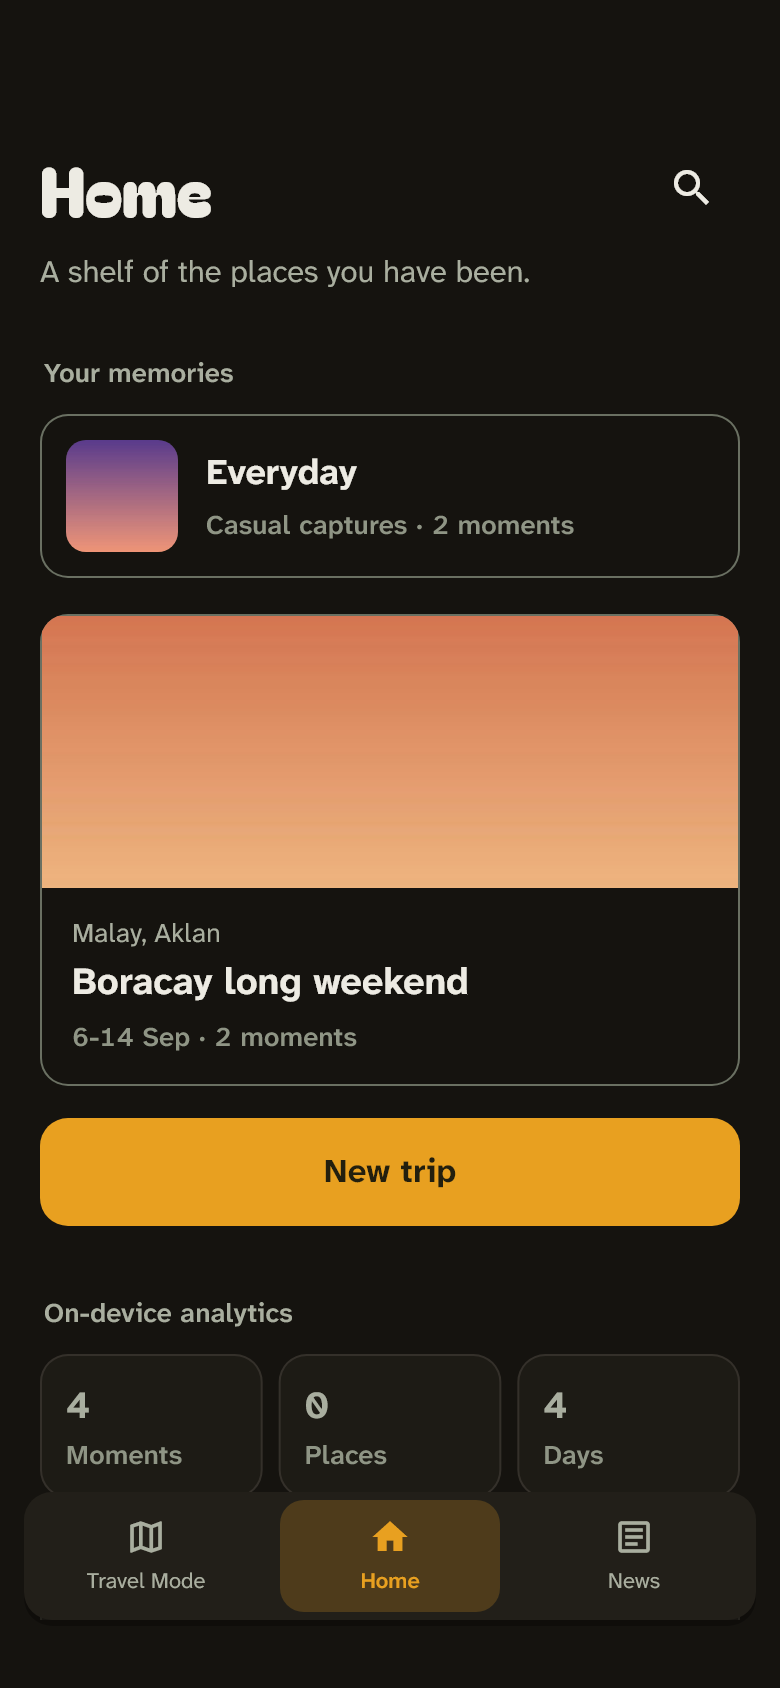 Home
A shelf of the places you have been.
Your memories
Everyday
Casual captures · 2 moments
Malay, Aklan
Boracay long weekend
6-14 Sep · 2 moments
New trip
On-device analytics
4
Moments
0
Places
4
Days
Travel Mode
Home
News